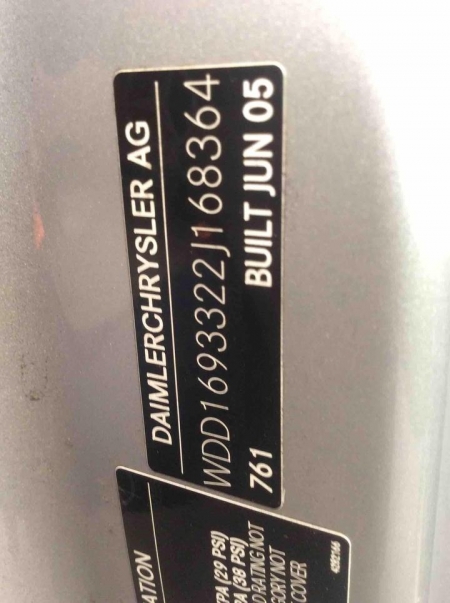 DAIMLERCHRYSLER AG
WDD1693322J168364
761 BUILT JUN 05
ATION
PA (29 PSI)
PA (38 PSI)
D RATING NOT
GORY NOT
COVER